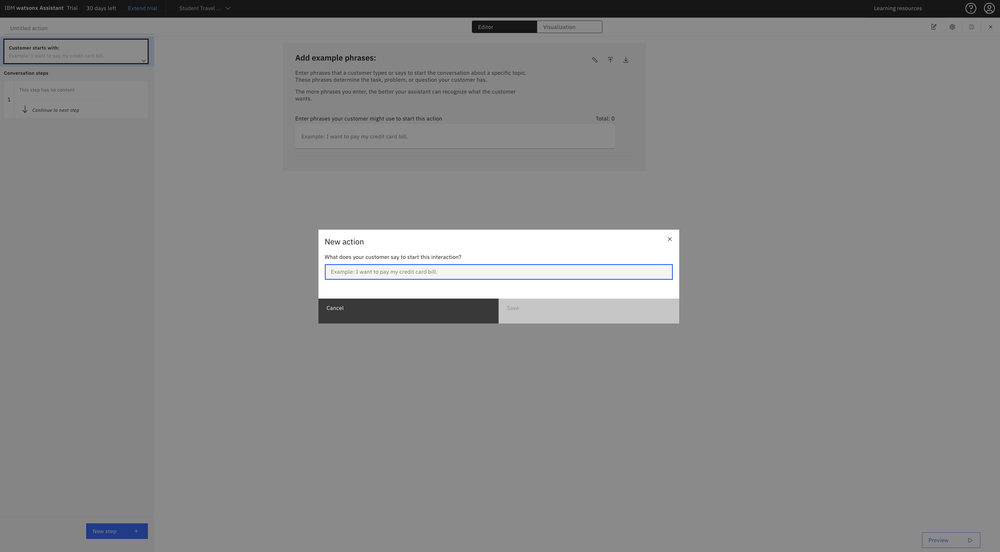 IBM watsonx Assistant Trial 30 days left Extend trial Student Travel ... Learning resources
Untitled action
Editor Visualization
Customer starts with:
Example: I want to pay my credit card bill.
Conversation steps
This step has no content
1
Continue to next step
Add example phrases:
Enter phrases that a customer types or says to start the conversation about a specific topic.
These phrases determine the task, problem, or question your customer has.
The more phrases you enter, the better your assistant can recognize what the customer
wants.
Enter phrases your customer might use to start this action Total: 0
Example: I want to pay my credit card bill.
New action
What does your customer say to start this interaction?
Example: I want to pay my credit card bill.
Cancel Save
New step +
Preview